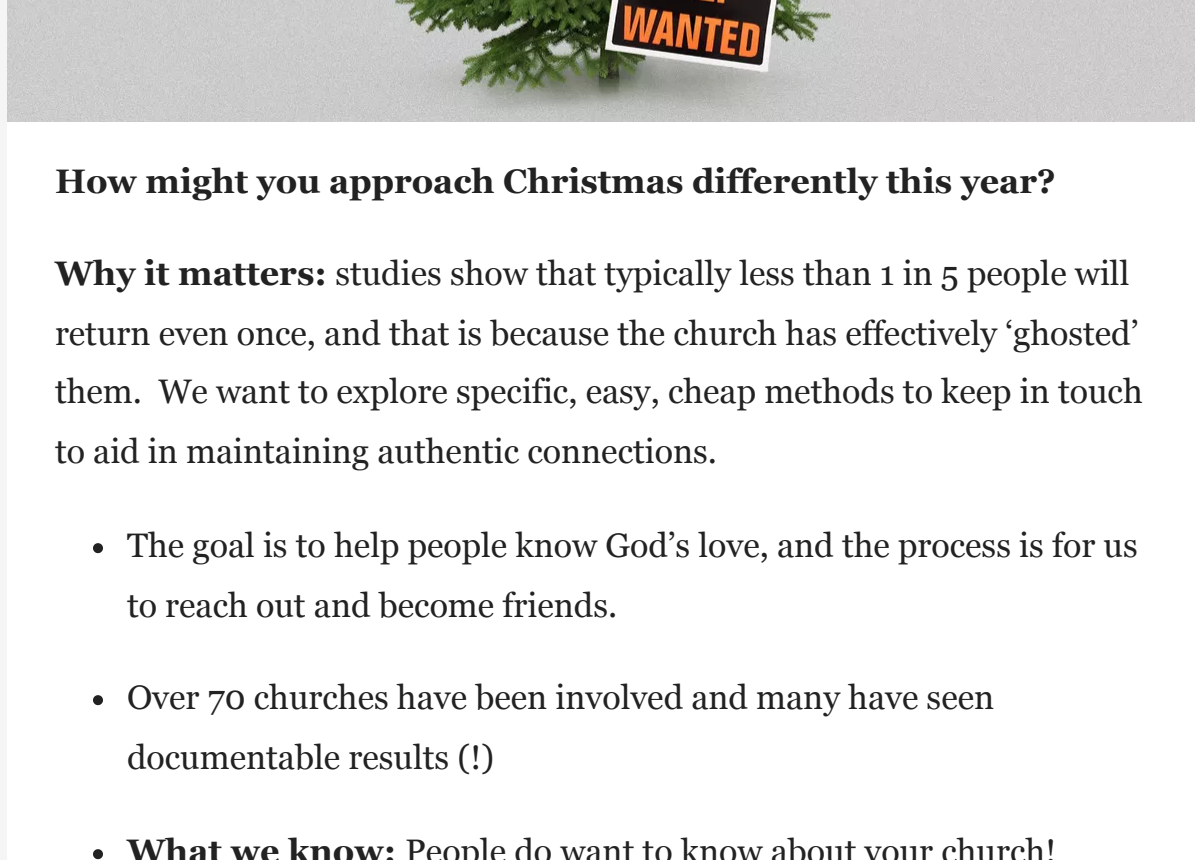 WANTED
How might you approach Christmas differently this year?
Why it matters: studies show that typically less than 1 in 5 people will
return even once, and that is because the church has effectively ‘ghosted’
them.  We want to explore specific, easy, cheap methods to keep in touch
to aid in maintaining authentic connections.
• The goal is to help people know God’s love, and the process is for us
to reach out and become friends.
• Over 70 churches have been involved and many have seen
documentable results (!)
• What we know: People do want to know about your church!